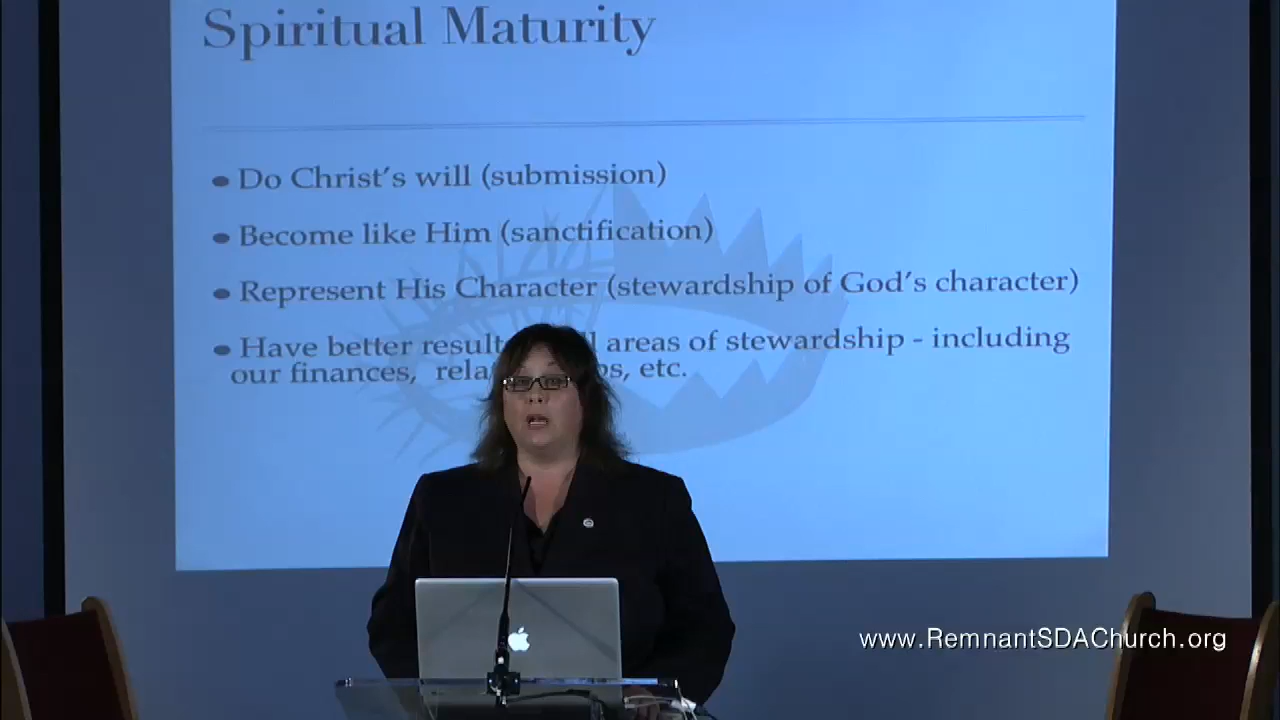 Spiritual Maturity
• Do Christ's will (submission)
• Become like Him (sanctification)
• Represent His Character (stewardship of God's character)
• Have better areas of stewardship - including
our finances, etc.
www.RemnantSDAChurch.org